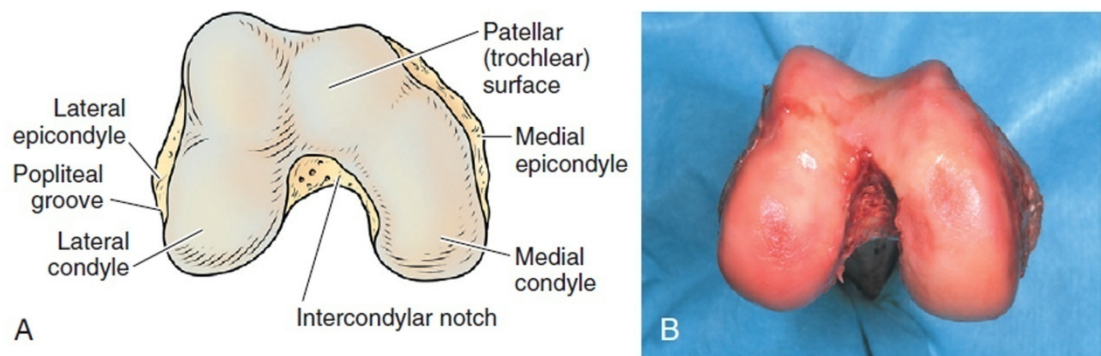 Patellar
(trochlear)
surface
Lateral
epicondyle
Medial
epicondyle
Popliteal
groove
Lateral
condyle
Medial
condyle
Intercondylar notch
A
B